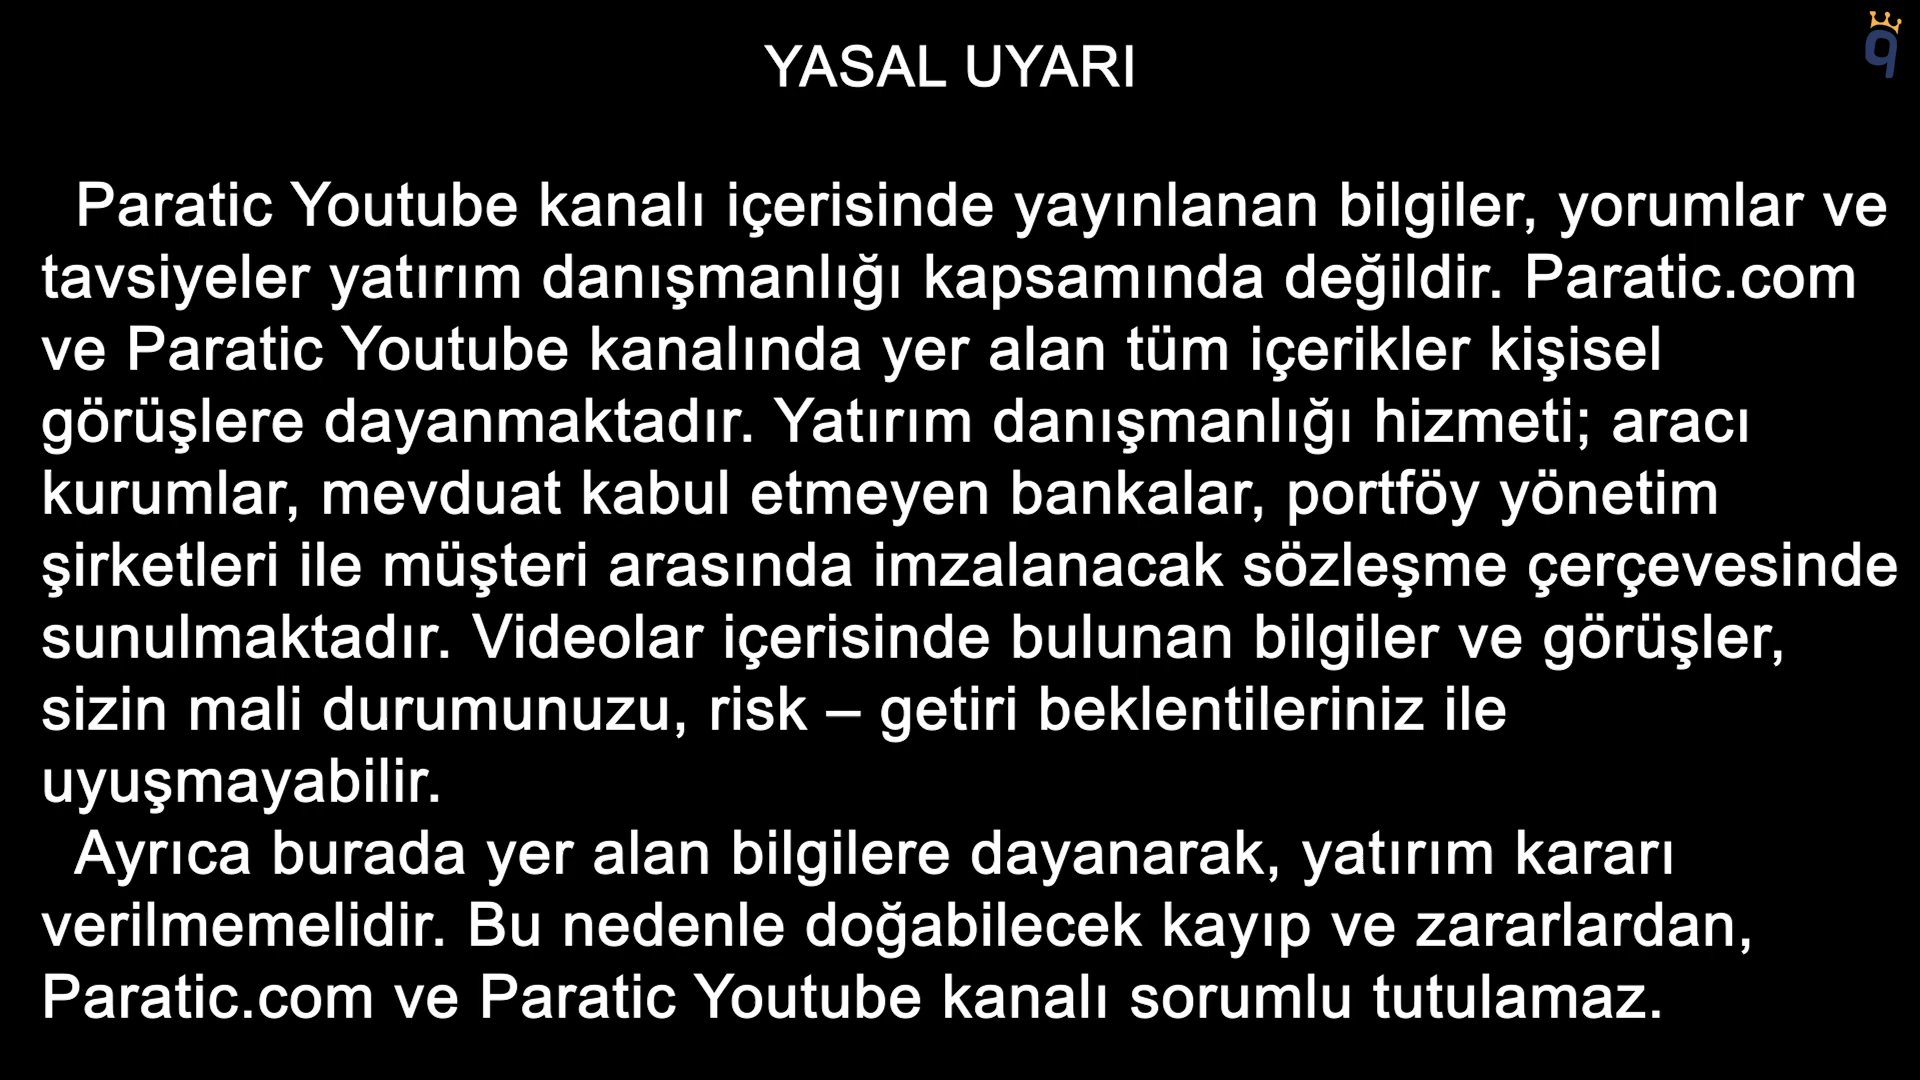 YASAL UYARI
Paratic Youtube kanalı içerisinde yayınlanan bilgiler, yorumlar ve
tavsiyeler yatırım danışmanlığı kapsamında değildir. Paratic.com
ve Paratic Youtube kanalında yer alan tüm içerikler kişisel
görüşlere dayanmaktadır. Yatırım danışmanlığı hizmeti; aracı
kurumlar, mevduat kabul etmeyen bankalar, portföy yönetim
şirketleri ile müşteri arasında imzalanacak sözleşme çerçevesinde
sunulmaktadır. Videolar içerisinde bulunan bilgiler ve görüşler,
sizin mali durumunuzu, risk – getiri beklentileriniz ile
uyuşmayabilir.
Ayrıca burada yer alan bilgilere dayanarak, yatırım kararı
verilmemelidir. Bu nedenle doğabilecek kayıp ve zararlardan,
Paratic.com ve Paratic Youtube kanalı sorumlu tutulamaz.